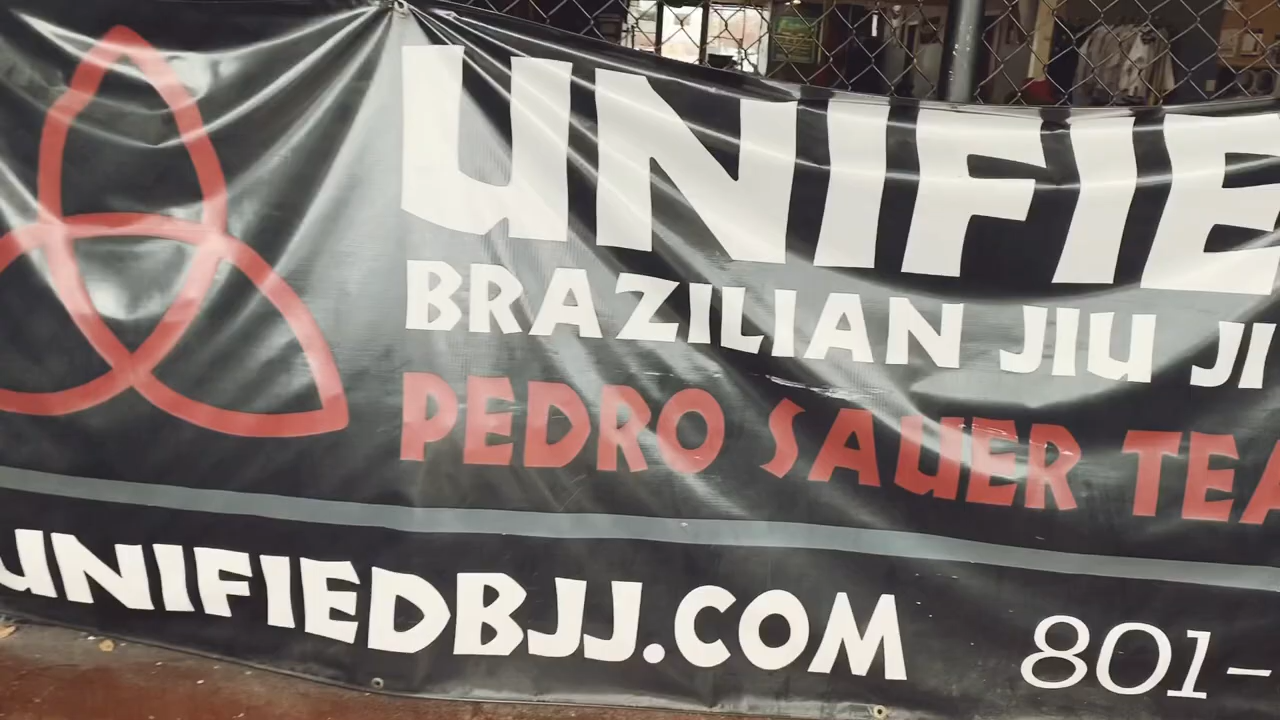 UNIFIE
BRAZILIAN JIU JI
PEDRO SAUER TEA
UNIFIEDBJJ.COM 801-